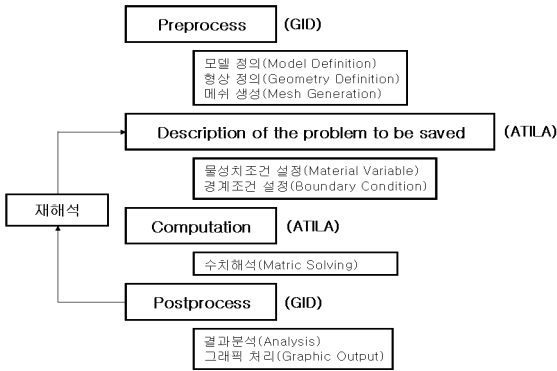 Preprocess (GID)
모델 정의(Model Definition)
형상 정의(Geometry Definition)
메쉬 생성(Mesh Generation)
Description of the problem to be saved (ATILA)
물성치조건 설정(Material Variable)
경계조건 설정(Boundary Condition)
재해석
Computation (ATILA)
수치해석(Matric Solving)
Postprocess (GID)
결과분석(Analysis)
그래픽 처리(Graphic Output)